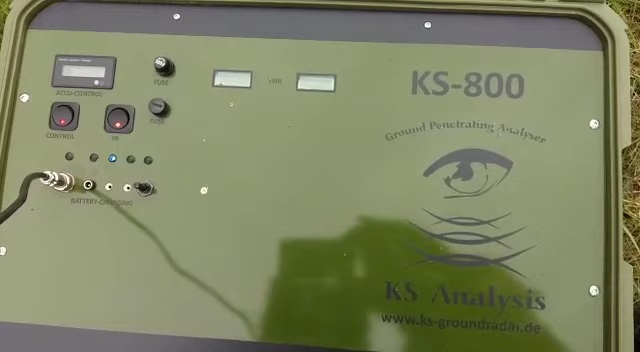 KS-800
FUSE
ACCU-CONTROL
FUSE
Ground Penetrating Analyser
CONTROL
BATTERY-CHARGING
KS Analysis
www.ks-groundradar.de